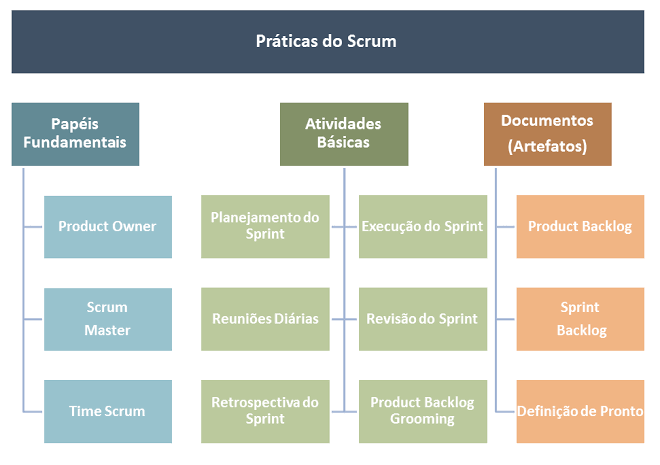 Práticas do Scrum
Papéis
Fundamentais
Atividades
Básicas
Documentos
(Artefatos)
Product Owner
Planejamento do
Sprint
Execução do Sprint
Product Backlog
Scrum
Master
Reuniões Diárias
Revisão do Sprint
Sprint
Backlog
Time Scrum
Retrospectiva do
Sprint
Product Backlog
Grooming
Definição de Pronto